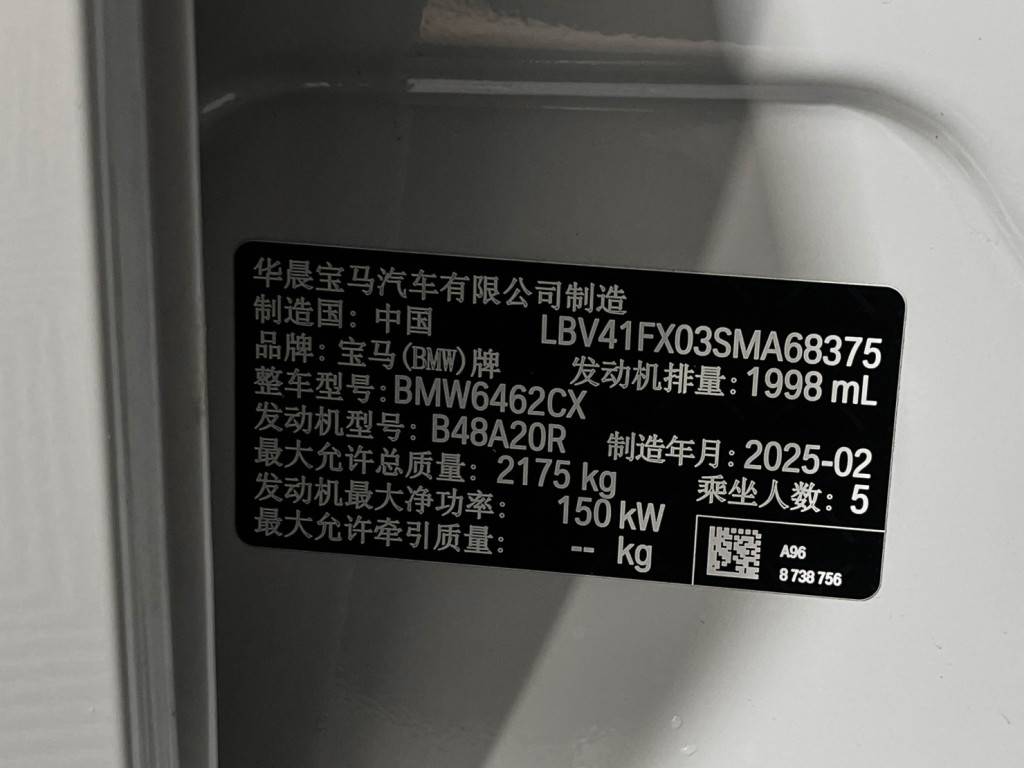 华晨宝马汽车有限公司制造
制造国：中国 LBV41FX03SMA68375
品牌：宝马(BMW)牌 发动机排量：1998 mL
整车型号：BMW6462CX
发动机型号：B48A20R 制造年月：2025-02
最大允许总质量：2175 kg 乘坐人数：5
发动机最大净功率：150 kW
最大允许牵引质量：-- kg
A96
8 738 756